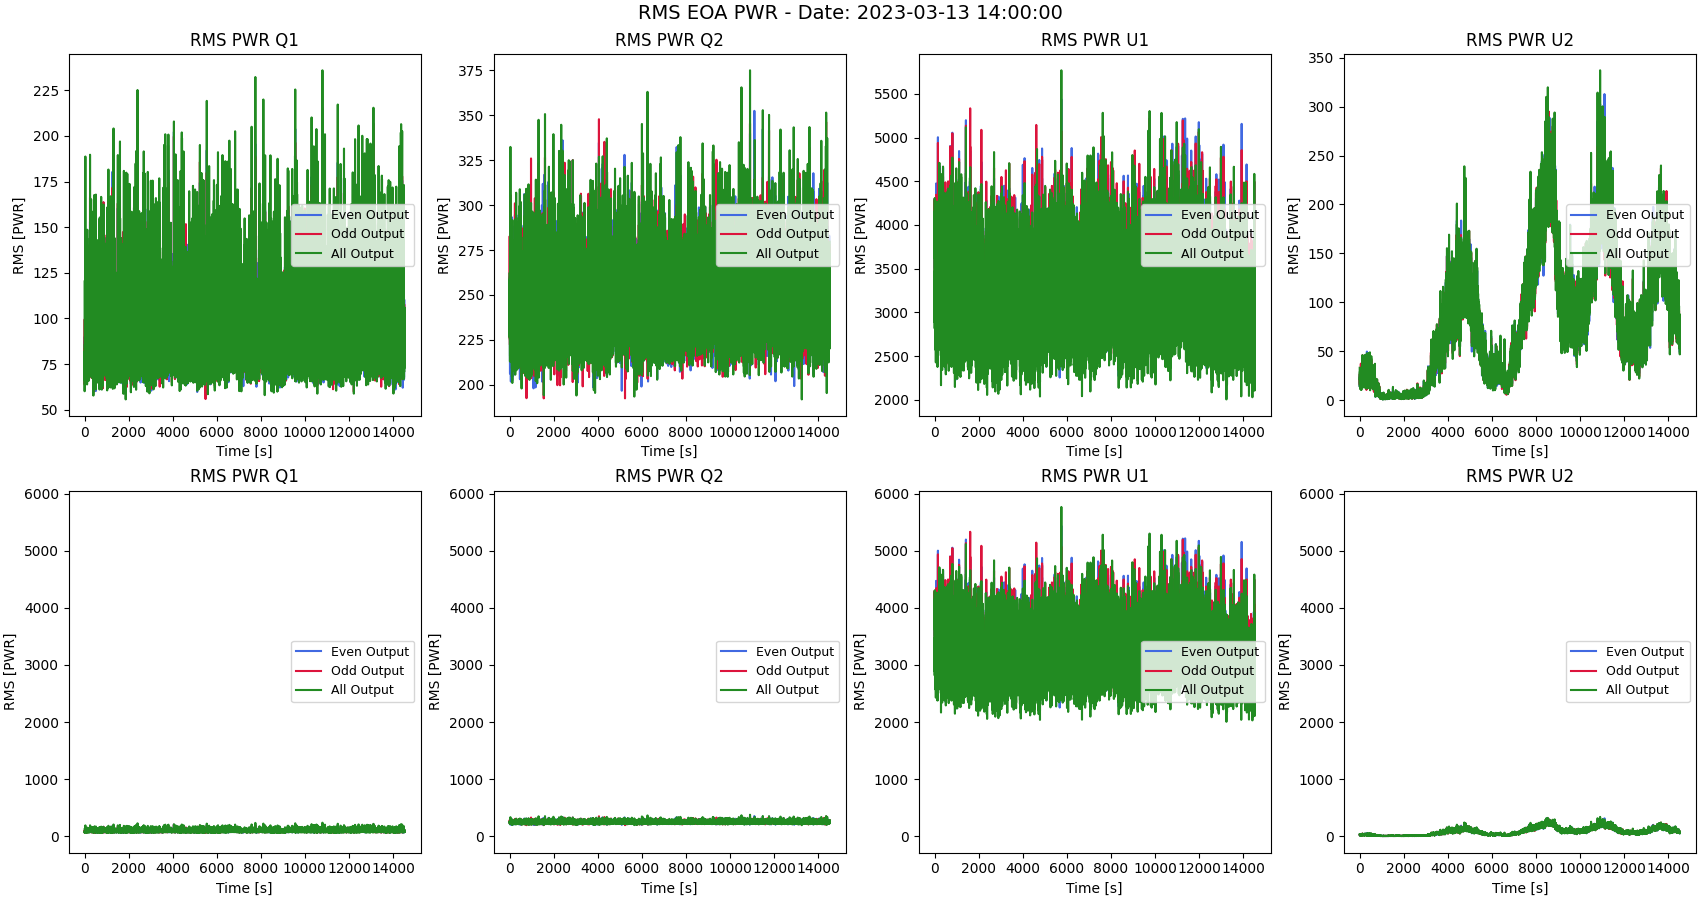 RMS EOA PWR - Date: 2023-03-13 14:00:00
RMS PWR Q1
RMS [PWR]
225
200
175
150
125
100
75
50
0 2000 4000 6000 8000 10000 12000 14000
Time [s]
Even Output
Odd Output
All Output
RMS PWR Q2
RMS [PWR]
375
350
325
300
275
250
225
200
0 2000 4000 6000 8000 10000 12000 14000
Time [s]
Even Output
Odd Output
All Output
RMS PWR U1
RMS [PWR]
5500
5000
4500
4000
3500
3000
2500
2000
0 2000 4000 6000 8000 10000 12000 14000
Time [s]
Even Output
Odd Output
All Output
RMS PWR U2
RMS [PWR]
350
300
250
200
150
100
50
0
0 2000 4000 6000 8000 10000 12000 14000
Time [s]
Even Output
Odd Output
All Output
RMS PWR Q1
RMS [PWR]
6000
5000
4000
3000
2000
1000
0
0 2000 4000 6000 8000 10000 12000 14000
Time [s]
Even Output
Odd Output
All Output
RMS PWR Q2
RMS [PWR]
6000
5000
4000
3000
2000
1000
0
0 2000 4000 6000 8000 10000 12000 14000
Time [s]
Even Output
Odd Output
All Output
RMS PWR U1
RMS [PWR]
6000
5000
4000
3000
2000
1000
0
0 2000 4000 6000 8000 10000 12000 14000
Time [s]
Even Output
Odd Output
All Output
RMS PWR U2
RMS [PWR]
6000
5000
4000
3000
2000
1000
0
0 2000 4000 6000 8000 10000 12000 14000
Time [s]
Even Output
Odd Output
All Output